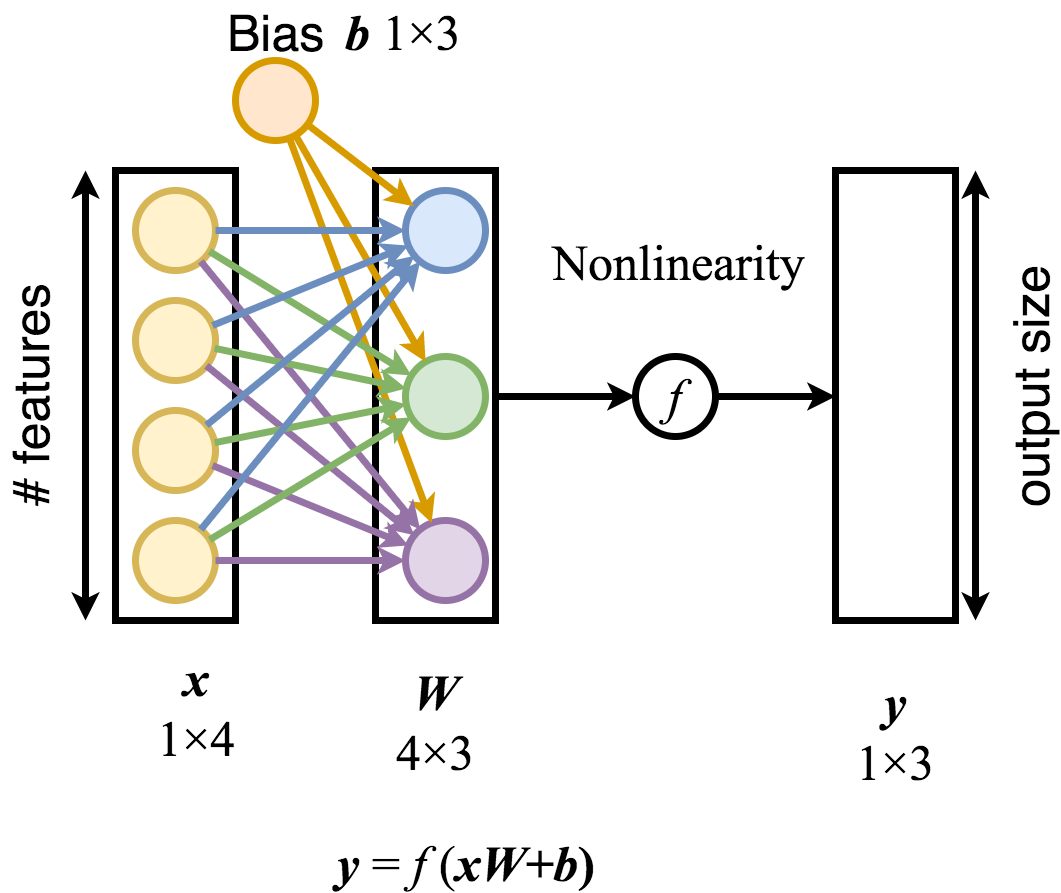 Bias b 1×3
# features
Nonlinearity
f
output size
x
1×4
W
4×3
y
1×3
y = f(xW+b)